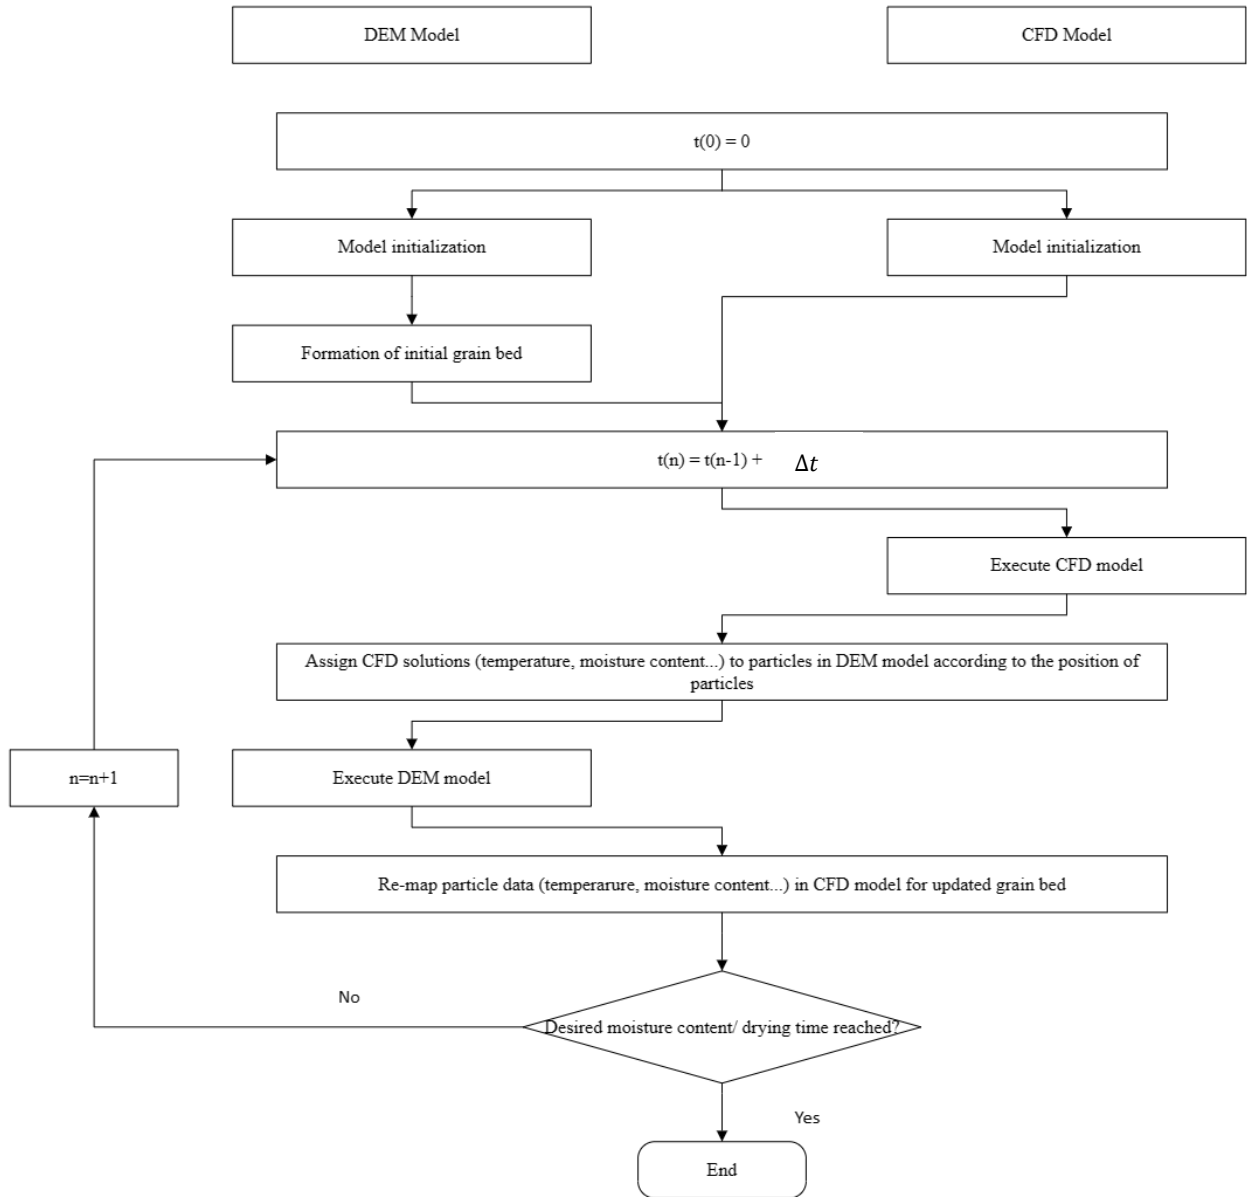 DEM Model
CFD Model
t(0) = 0
Model initialization
Model initialization
Formation of initial grain bed
t(n) = t(n-1) + Δt
Execute CFD model
Assign CFD solutions (temperature, moisture content...) to particles in DEM model according to the position of
particles
n=n+1
Execute DEM model
Re-map particle data (temperarure, moisture content...) in CFD model for updated grain bed
No
Desired moisture content/ drying time reached?
Yes
End